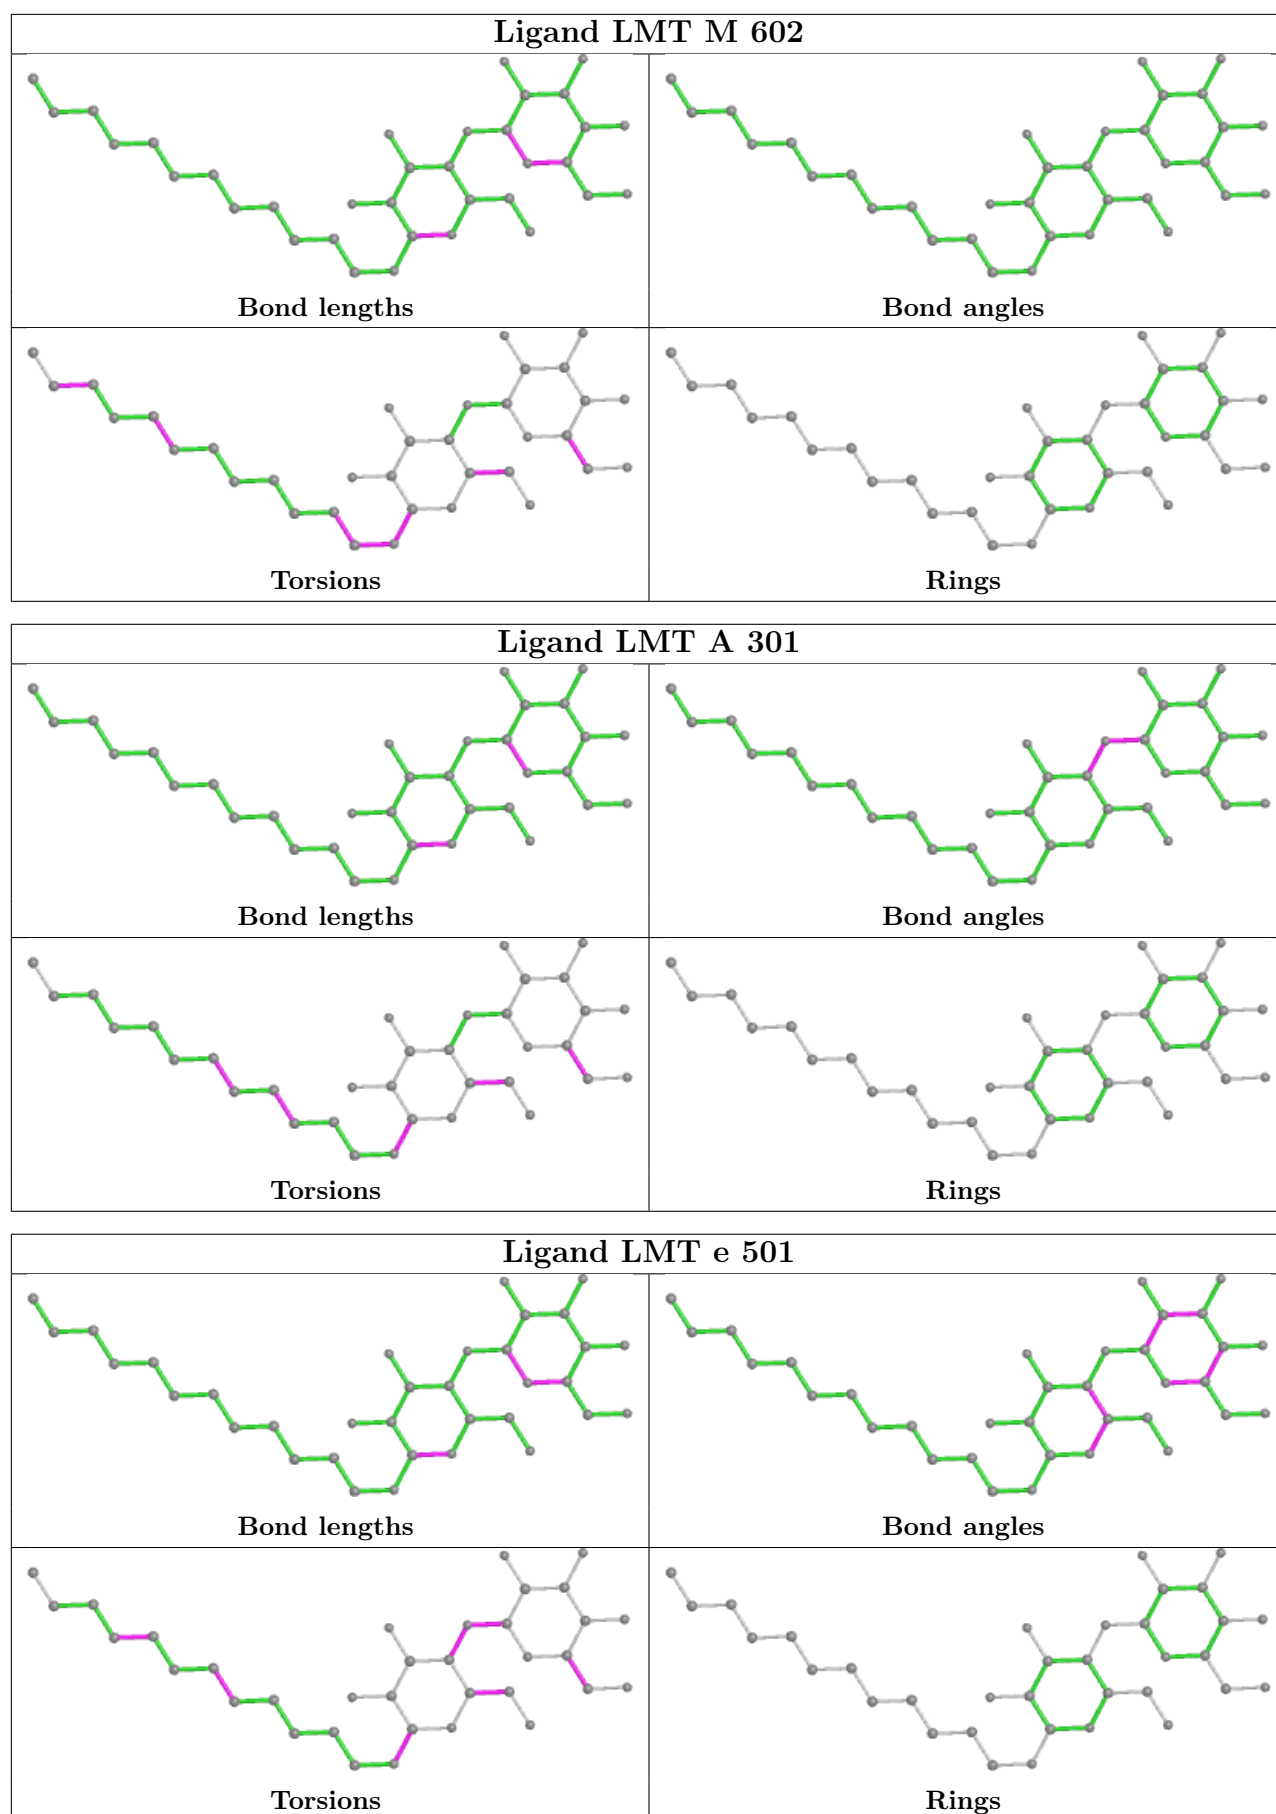 Ligand LMT M 602
Bond lengths
Bond angles
Torsions
Rings
Ligand LMT A 301
Bond lengths
Bond angles
Torsions
Rings
Ligand LMT e 501
Bond lengths
Bond angles
Torsions
Rings